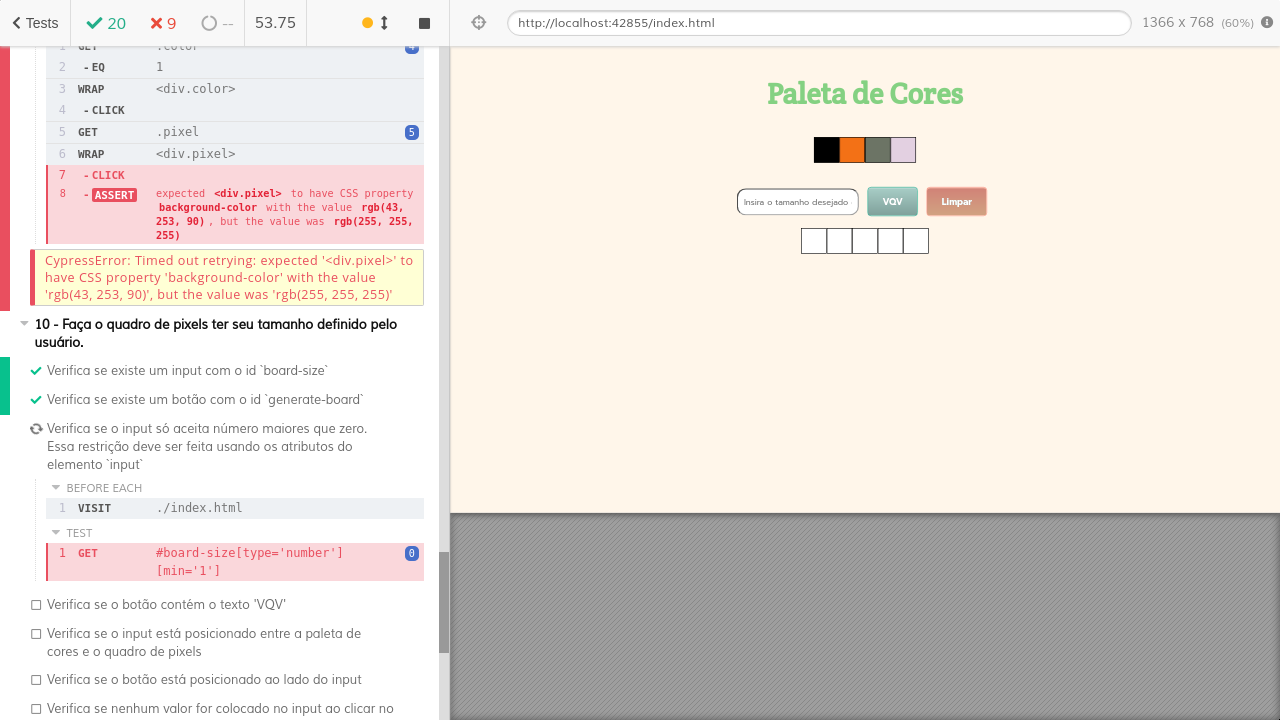 Tests 20 9 -- 53.75 http://localhost:42855/index.html 1366 x 768 (60%)
1 GET .color 4
2 - EQ 1
3 WRAP <div.color>
4 - CLICK
5 GET .pixel 5
6 WRAP <div.pixel>
7 - CLICK
8 - ASSERT expected <div.pixel> to have CSS property
background-color with the value rgb(43,
253, 90) , but the value was rgb(255, 255,
255)
CypressError: Timed out retrying: expected '<div.pixel>' to
have CSS property 'background-color' with the value
'rgb(43, 253, 90)', but the value was 'rgb(255, 255, 255)'
10 - Faça o quadro de pixels ter seu tamanho definido pelo
usuário.
Verifica se existe um input com o id `board-size`
Verifica se existe um botão com o id `generate-board`
Verifica se o input só aceita número maiores que zero.
Essa restrição deve ser feita usando os atributos do
elemento `input`
BEFORE EACH
1 VISIT ./index.html
TEST
1 GET #board-size[type='number'] 0
[min='1']
Verifica se o botão contém o texto 'VQV'
Verifica se o input está posicionado entre a paleta de
cores e o quadro de pixels
Verifica se o botão está posicionado ao lado do input
Verifica se nenhum valor for colocado no input ao clicar no
Paleta de Cores
Insira o tamanho desejado VQV Limpar